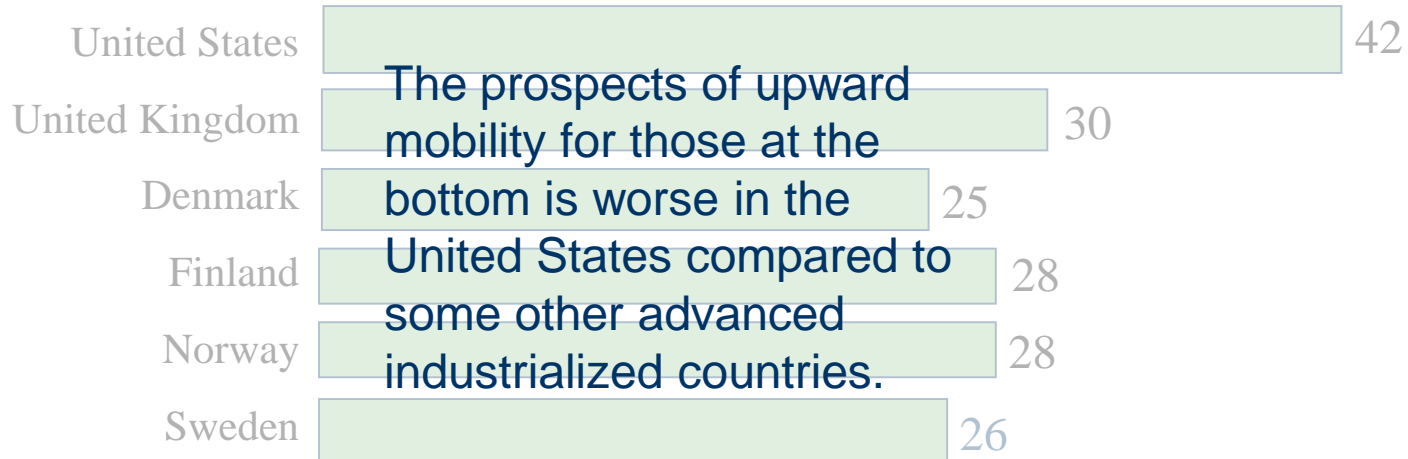 United States 42
The prospects of upward
United Kingdom 30
mobility for those at the
Denmark bottom is worse in the 25
United States compared to
Finland 28
some other advanced
Norway 28
industrialized countries.
Sweden 26